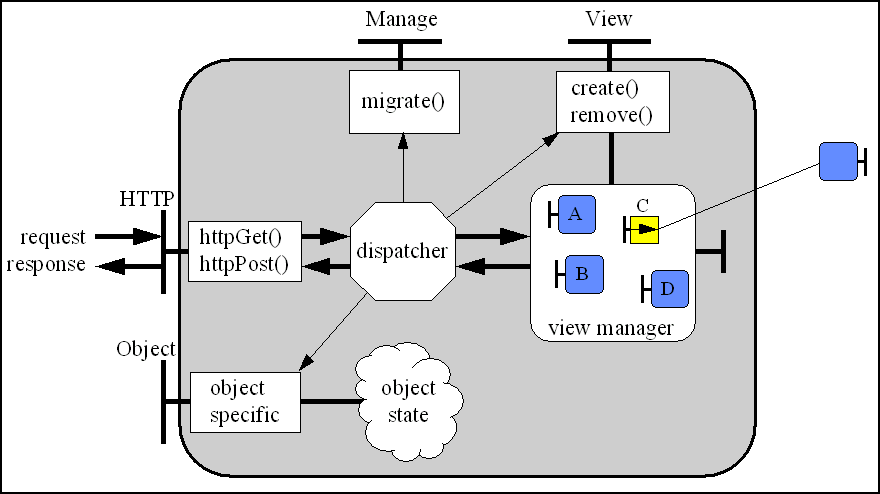 Manage
View
migrate()
create()
remove()
HTTP
request
response
httpGet()
httpPost()
dispatcher
A
C
B
D
view manager
Object
object
specific
object
state